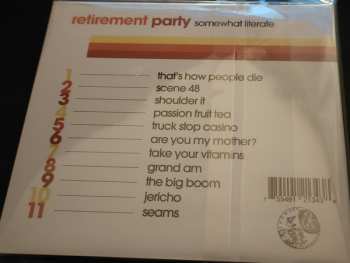 retirement party somewhat literate
1 that's how people die
2 scene 48
3 shoulder it
4 passion fruit tea
5 truck stop casino
6 are you my mother?
7 take your vitamins
8 grand am
9 the big boom
10 jericho
11 seams